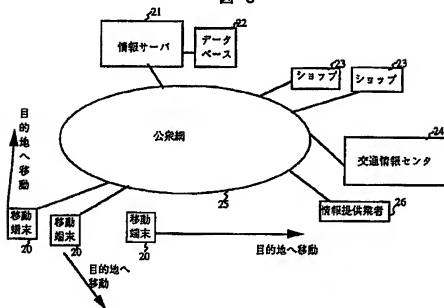 21
情報サーバ
22
データ
ベース
23
ショップ
23
ショップ
公衆網
24
交通情報センタ
目的地へ移動
25
26
情報提供業者
移動
端末
20
移動
端末
20
移動
端末
20
目的地へ移動
目的地へ
移動